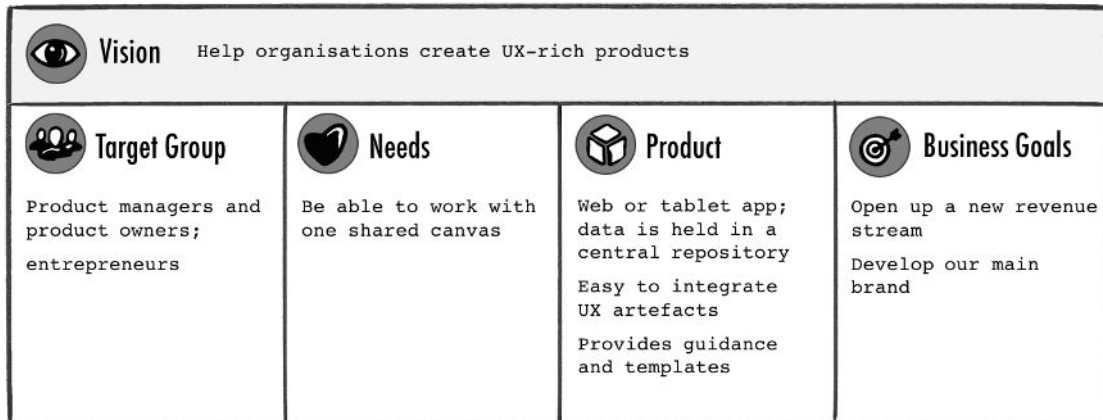 Vision Help organisations create UX-rich products
Target Group
Product managers and
product owners;
entrepreneurs
Needs
Be able to work with
one shared canvas
Product
Web or tablet app;
data is held in a
central repository
Easy to integrate
UX artefacts
Provides guidance
and templates
Business Goals
Open up a new revenue
stream
Develop our main
brand